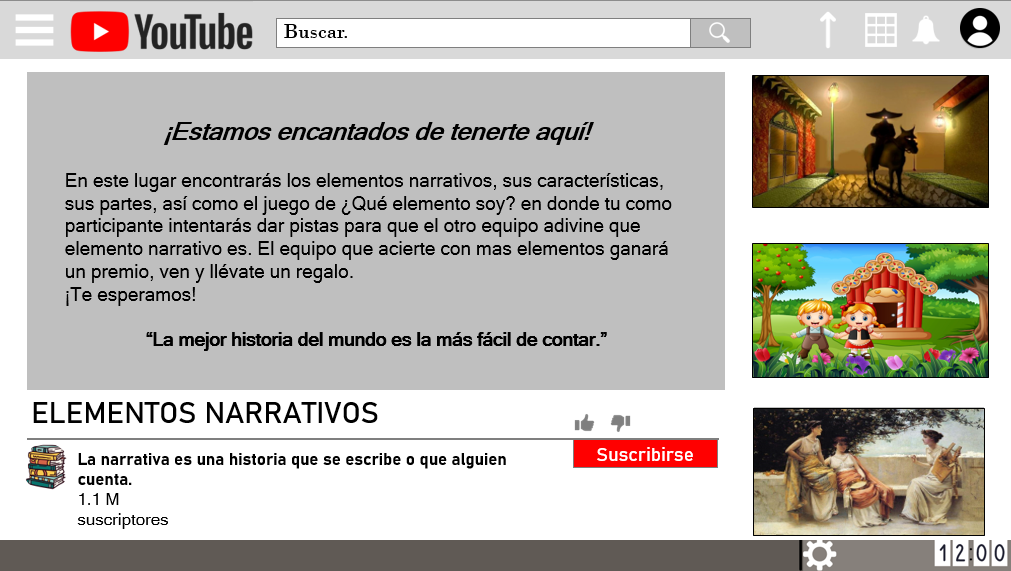 YouTube
Buscar.
¡Estamos encantados de tenerte aquí!
En este lugar encontrarás los elementos narrativos, sus características,
sus partes, así como el juego de ¿Qué elemento soy? en donde tu como
participante intentarás dar pistas para que el otro equipo adivine que
elemento narrativo es. El equipo que acierte con mas elementos ganará
un premio, ven y llévate un regalo.
¡Te esperamos!
“La mejor historia del mundo es la más fácil de contar.”
ELEMENTOS NARRATIVOS
La narrativa es una historia que se escribe o que alguien
cuenta.
1.1 M
suscriptores
Suscribirse
12:00